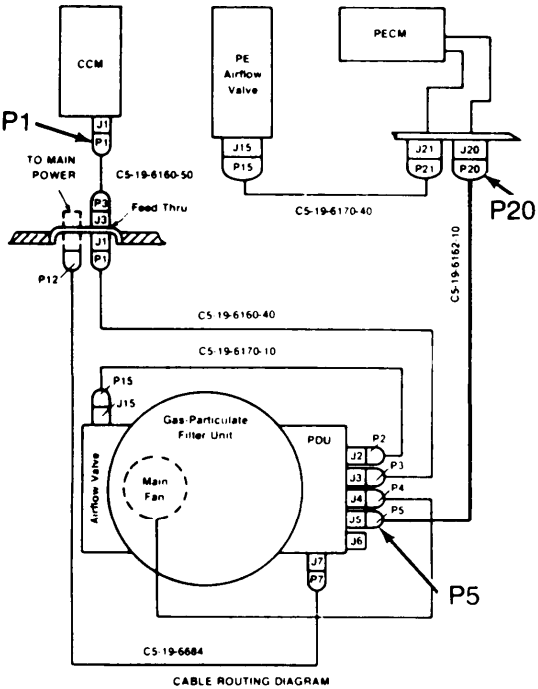 CCM
PE
Airflow
Valve
PECM
J1
P1
P1
J15
P15
J21
P21
J20
P20
P20
TO MAIN
POWER
C5-19-6160-50
P3
J3
Feed Thru
J1
P1
P12
C5-19-6170-40
C5-19-6162-10
C5-19-6160-40
C5-19-6170-10
P15
J15
Gas-Particulate
Filter Unit
PDU
Airflow Valve
Main
Fan
J2
P2
J3
P3
J4
P4
J5
P5
J6
P5
J7
P7
C5-19-6684
CABLE ROUTING DIAGRAM